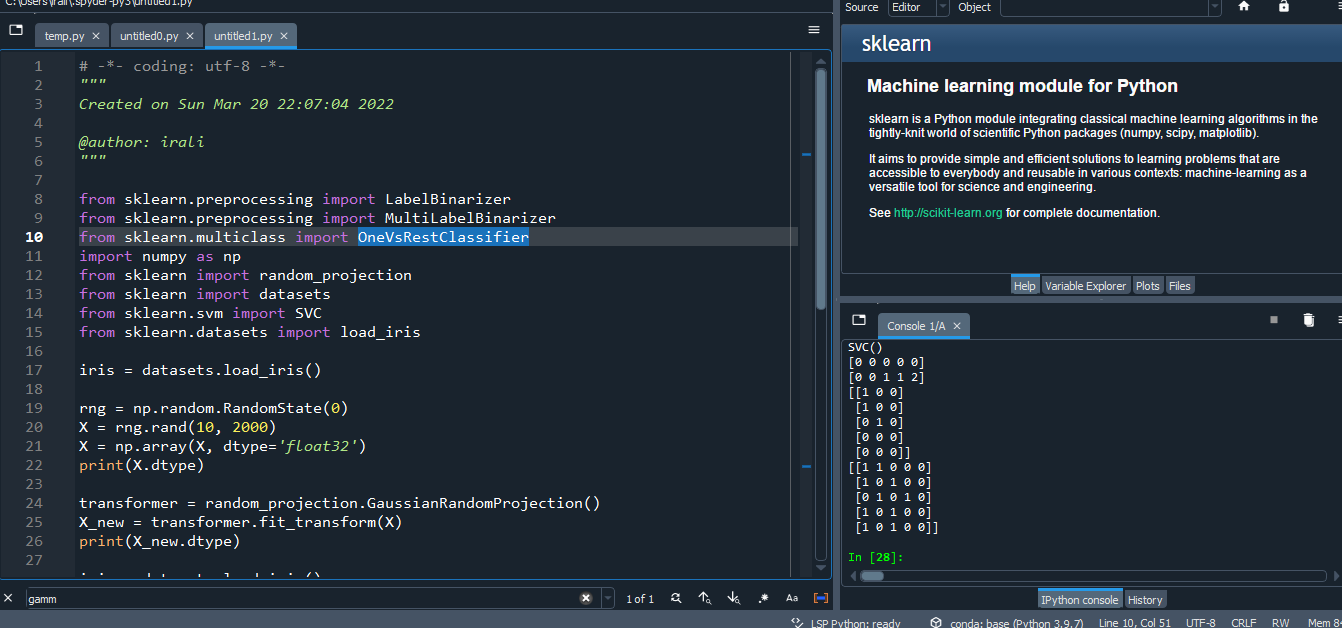 C:\Users\irali\.spyder-py3\untitled1.py
temp.py
untitled0.py
untitled1.py
1 # -*- coding: utf-8 -*-
2 """
3 Created on Sun Mar 20 22:07:04 2022
4
5 @author: irali
6 """
7
8 from sklearn.preprocessing import LabelBinarizer
9 from sklearn.preprocessing import MultiLabelBinarizer
10 from sklearn.multiclass import OneVsRestClassifier
11 import numpy as np
12 from sklearn import random_projection
13 from sklearn import datasets
14 from sklearn.svm import SVC
15 from sklearn.datasets import load_iris
16
17 iris = datasets.load_iris()
18
19 rng = np.random.RandomState(0)
20 X = rng.rand(10, 2000)
21 X = np.array(X, dtype='float32')
22 print(X.dtype)
23
24 transformer = random_projection.GaussianRandomProjection()
25 X_new = transformer.fit_transform(X)
26 print(X_new.dtype)
27
gamm
1 of 1
Aa
Source Editor Object
sklearn
Machine learning module for Python
sklearn is a Python module integrating classical machine learning algorithms in the
tightly-knit world of scientific Python packages (numpy, scipy, matplotlib).
It aims to provide simple and efficient solutions to learning problems that are
accessible to everybody and reusable in various contexts: machine-learning as a
versatile tool for science and engineering.
See http://scikit-learn.org for complete documentation.
Help Variable Explorer Plots Files
Console 1/A
SVC()
[0 0 0 0 0]
[0 0 1 1 2]
[[1 0 0]
[1 0 0]
[0 1 0]
[0 0 0]
[0 0 0]]
[[1 1 0 0 0]
[1 0 1 0 0]
[0 1 0 1 0]
[1 0 1 0 0]
[1 0 1 0 0]]
In [28]:
IPython console History
LSP Python: ready conda: base (Python 3.9.7) Line 10, Col 51 UTF-8 CRLF RW Mem 8